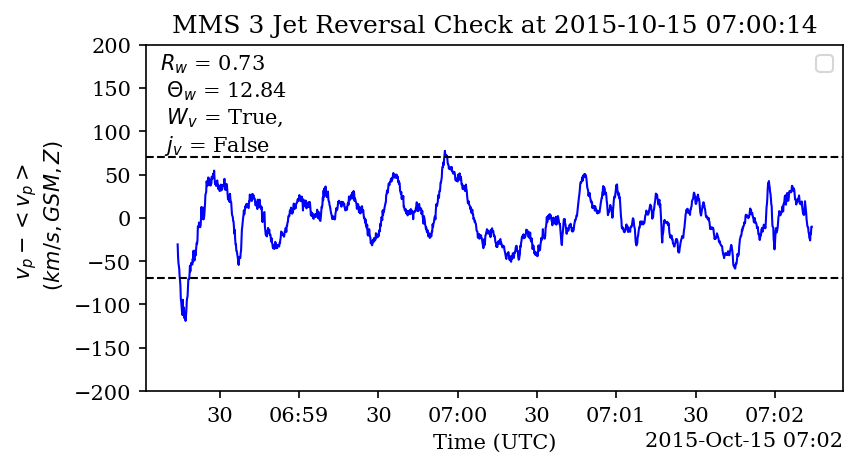 MMS 3 Jet Reversal Check at 2015-10-15 07:00:14
R_w = 0.73
Θ_w = 12.84
W_v = True,
j_v = False
v_p − < v_p >
(km/s, GSM, Z)
200
150
100
50
0
−50
−100
−150
−200
30 06:59 30 07:00 30 07:01 30 07:02
Time (UTC)
2015-Oct-15 07:02